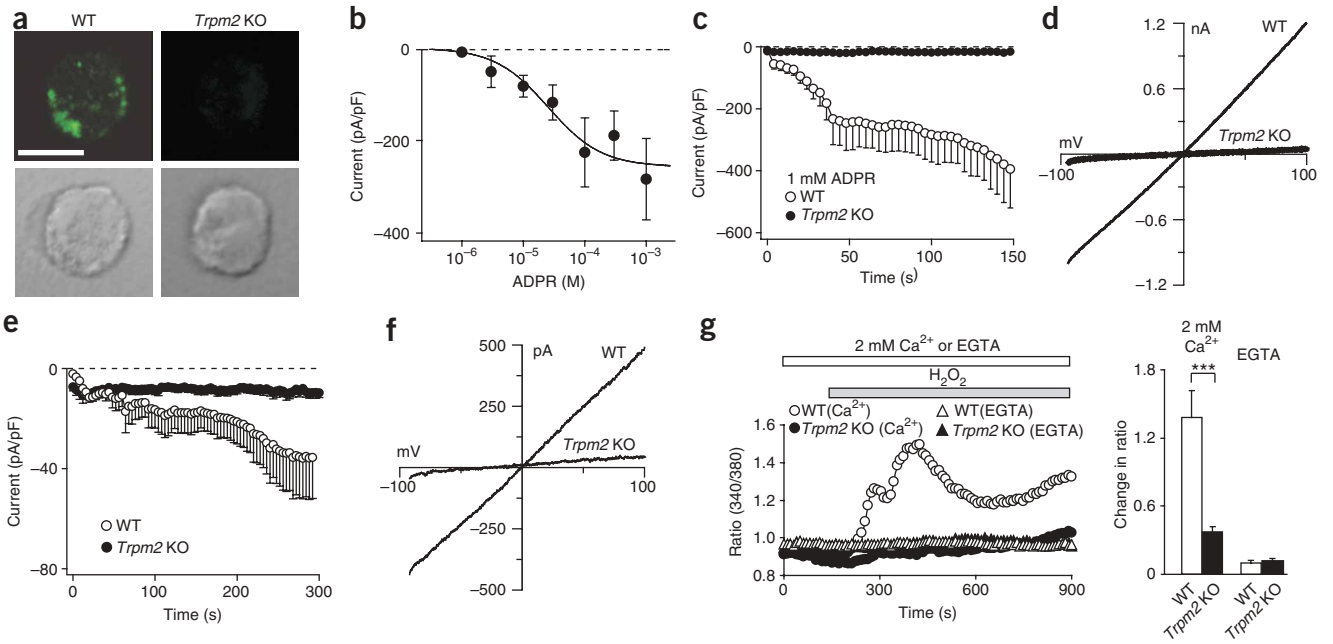 a
WT
Trpm2 KO
b
0
−200
−400
Current (pA/pF)
10⁻⁶ 10⁻⁵ 10⁻⁴ 10⁻³
ADPR (M)
c
0
−200
−400
−600
Current (pA/pF)
1 mM ADPR
WT
Trpm2 KO
0 50 100 150
Time (s)
d
1.2
nA
WT
0.6
mV
Trpm2 KO
−100
100
−0.6
−1.2
e
0
−40
−80
Current (pA/pF)
WT
Trpm2 KO
0 100 200 300
Time (s)
f
500
pA
WT
250
mV
Trpm2 KO
−100
100
−250
−500
g
2 mM Ca²⁺ or EGTA
H₂O₂
WT(Ca²⁺)
WT(EGTA)
Trpm2 KO (Ca²⁺)
Trpm2 KO (EGTA)
1.6
1.4
1.2
1.0
0.8
Ratio (340/380)
0 300 600 900
Time (s)
2 mM
Ca²⁺
EGTA
***
1.8
1.2
0.6
0
Change in ratio
WT
Trpm2 KO
WT
Trpm2 KO